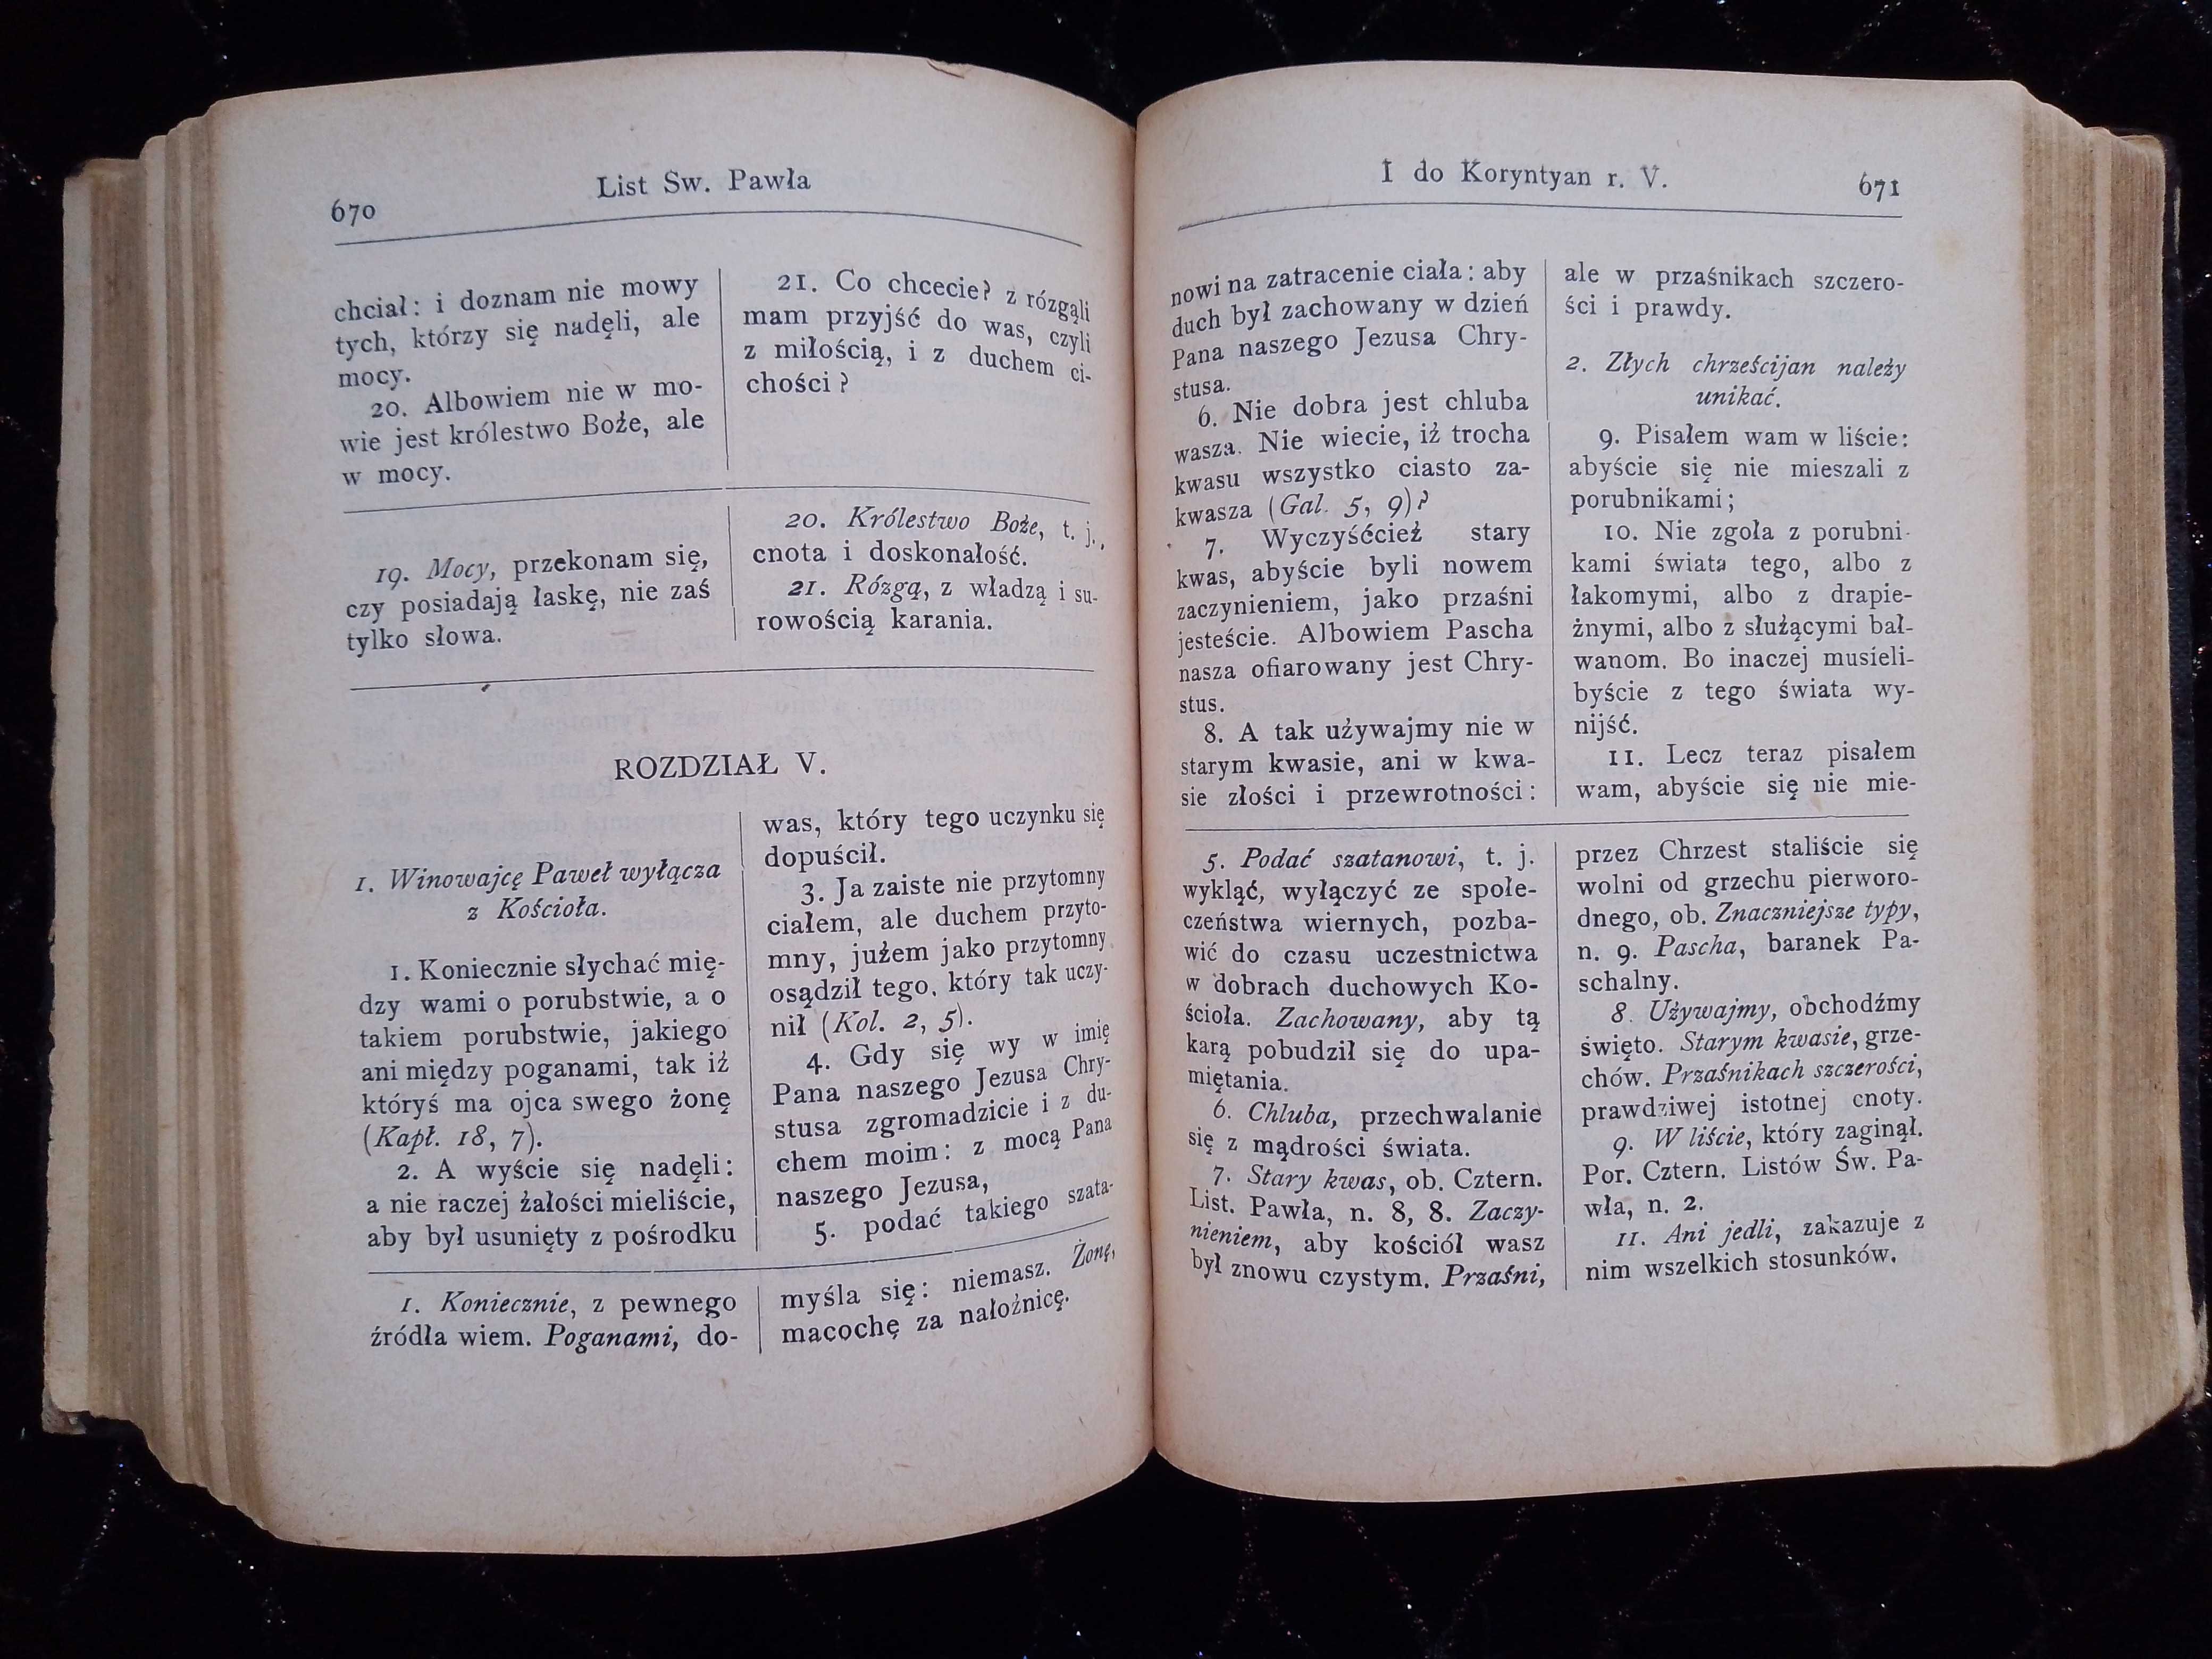 670
List Sw. Pawła
chciał: i doznam nie mowy
tych, którzy się nadęli, ale
mocy.
20. Albowiem nie w mo-
wie jest królestwo Boże, ale
w mocy.
21. Co chcecie? z rózgąli
mam przyjść do was, czyli
z miłością, i z duchem ci-
chości?
19. Mocy, przekonam się,
czy posiadają łaskę, nie zaś
tylko słowa.
20. Królestwo Boże, t. j.,
cnota i doskonałość.
21. Rózgą, z władzą i su-
rowością karania.
ROZDZIAŁ V.
1. Winowajcę Paweł wyłącza
z Kościoła.
1. Koniecznie słychać mię-
dzy wami o porubstwie, a o
takiem porubstwie, jakiego
ani między poganami, tak iż
któryś ma ojca swego żonę
(Kapł. 18, 7).
2. A wyście się nadęli:
a nie raczej żałości mieliście,
aby był usunięty z pośrodku
was, który tego uczynku się
dopuścił.
3. Ja zaiste nie przytomny
ciałem, ale duchem przyto-
mny, jużem jako przytomny
osądził tego, który tak uczy-
nił (Kol. 2, 5).
4. Gdy się wy w imię
Pana naszego Jezusa Chry-
stusa zgromadzicie i z du-
chem moim: z mocą Pana
naszego Jezusa,
5. podać takiego szata-
1. Koniecznie, z pewnego
źródła wiem. Poganami, do-
myśla się: niemasz. Żonę,
macochę za nałożnicę.
I do Koryntyan r. V.
671
nowi na zatracenie ciała: aby
duch był zachowany w dzień
Pana naszego Jezusa Chry-
stusa.
6. Nie dobra jest chluba
wasza. Nie wiecie, iż trocha
kwasu wszystko ciasto za-
kwasza (Gal. 5, 9)?
7. Wyczyśćcież stary
kwas, abyście byli nowem
zaczynieniem, jako przaśni
jesteście. Albowiem Pascha
nasza ofiarowany jest Chry-
stus.
8. A tak używajmy nie w
starym kwasie, ani w kwa-
sie złości i przewrotności:
ale w przaśnikach szczero-
ści i prawdy.
2. Złych chrześcijan należy
unikać.
9. Pisałem wam w liście:
abyście się nie mieszali z
porubnikami;
10. Nie zgoła z porubni-
kami świata tego, albo z
łakomymi, albo z drapie-
żnymi, albo z służącymi bał-
wanom. Bo inaczej musieli-
byście z tego świata wy-
nijść.
11. Lecz teraz pisałem
wam, abyście się nie mie-
5. Podać szatanowi, t. j.
wykląć, wyłączyć ze społe-
czeństwa wiernych, pozba-
wić do czasu uczestnictwa
w dobrach duchowych Ko-
ścioła. Zachowany, aby tą
karą pobudził się do upa-
miętania.
6. Chluba, przechwalanie
się z mądrości świata.
7. Stary kwas, ob. Cztern.
List. Pawła, n. 8, 8. Zaczy-
nieniem, aby kościół wasz
był znowu czystym. Przaśni,
przez Chrzest staliście się
wolni od grzechu pierworo-
dnego, ob. Znaczniejsze typy,
n. 9. Pascha, baranek Pa-
schalny.
8. Używajmy, obchodźmy
święto. Starym kwasie, grze-
chów. Przaśnikach szczerości,
prawdziwej istotnej cnoty.
9. W liście, który zaginął.
Por. Cztern. Listów Św. Pa-
wła, n. 2.
11. Ani jedli, zakazuje z
nim wszelkich stosunków.